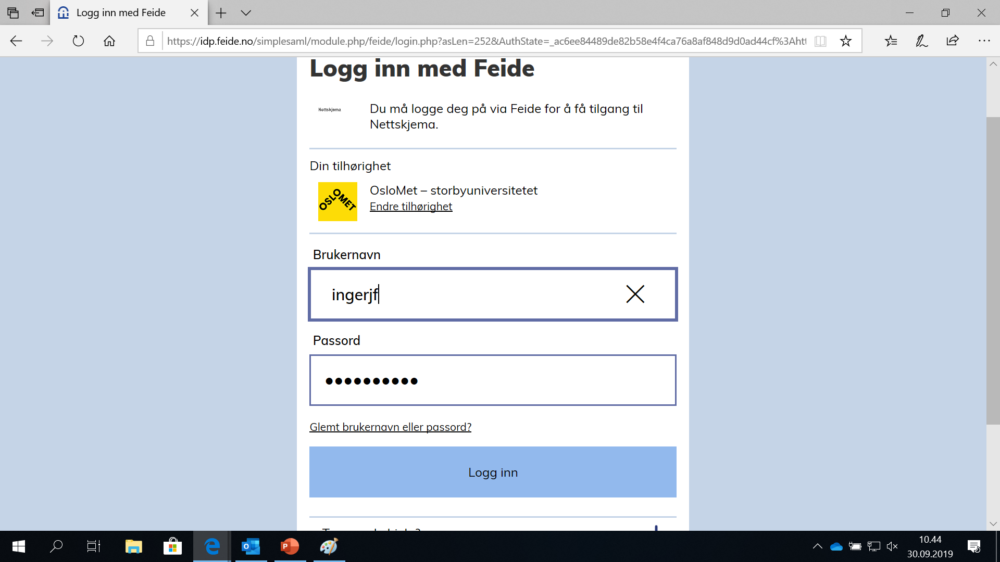 Logg inn med Feide
https://idp.feide.no/simplesaml/module.php/feide/login.php?asLen=252&AuthState=_ac6ee84489de82b58e4f4ca76a8af848d9d0ad44cf%3Ahtt
Logg inn med Feide
Nettskjema
Du må logge deg på via Feide for å få tilgang til
Nettskjema.
Din tilhørighet
OSLOMET
OsloMet – storbyuniversitetet
Endre tilhørighet
Brukernavn
ingerjf
Passord
Glemt brukernavn eller passord?
Logg inn
10.44
30.09.2019